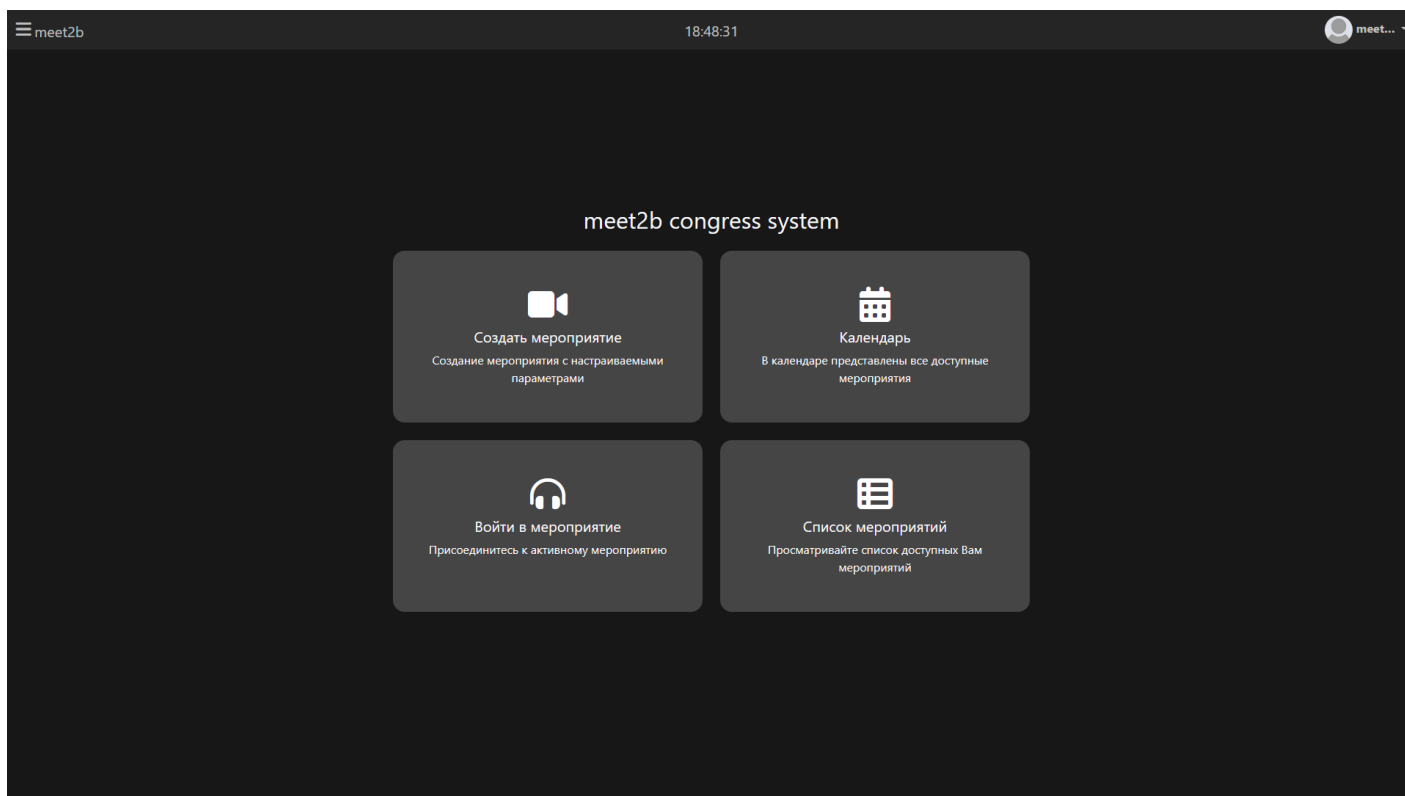 meet2b
18:48:31
meet...
meet2b congress system
Создать мероприятие
Создание мероприятия с настраиваемыми
параметрами
Календарь
В календаре представлены все доступные
мероприятия
Войти в мероприятие
Присоединитесь к активному мероприятию
Список мероприятий
Просматривайте список доступных Вам
мероприятий